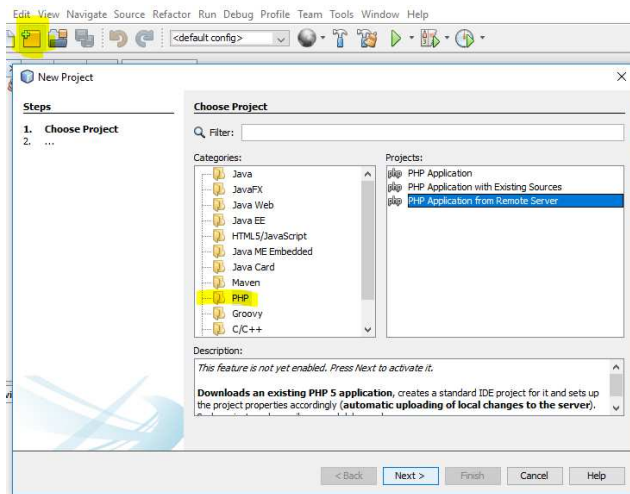 Edit View Navigate Source Refactor Run Debug Profile Team Tools Window Help
<default config>
New Project
Steps
1. Choose Project
2. ...
Choose Project
Filter:
Categories:
Java
JavaFX
Java Web
Java EE
HTML5/JavaScript
Java ME Embedded
Java Card
Maven
PHP
Groovy
C/C++
Projects:
php PHP Application
php PHP Application with Existing Sources
php PHP Application from Remote Server
Description:
This feature is not yet enabled. Press Next to activate it.
Downloads an existing PHP 5 application, creates a standard IDE project for it and sets up
the project properties accordingly (automatic uploading of local changes to the server).
< Back
Next >
Finish
Cancel
Help